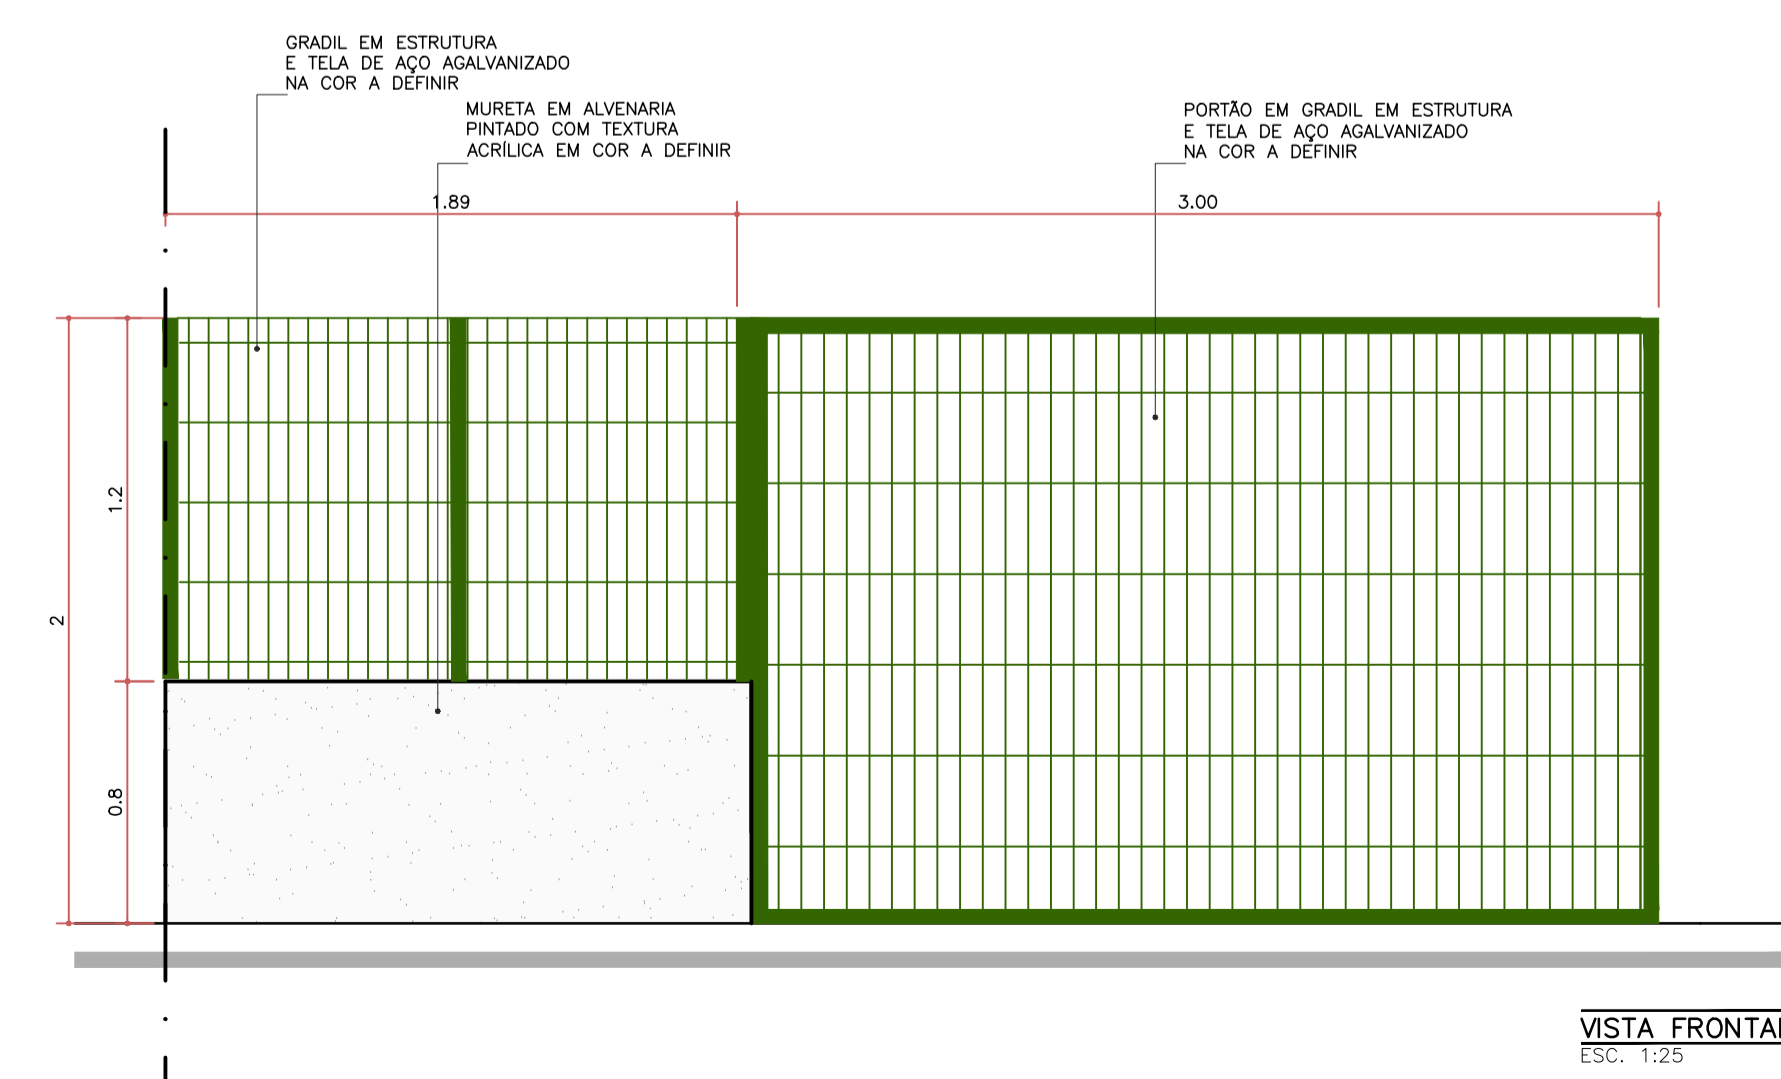 GRADIL EM ESTRUTURA
E TELA DE AÇO AGALVANIZADO
NA COR A DEFINIR
MURETA EM ALVENARIA
PINTADO COM TEXTURA
ACRÍLICA EM COR A DEFINIR
PORTÃO EM GRADIL EM ESTRUTURA
E TELA DE AÇO AGALVANIZADO
NA COR A DEFINIR
1.89
3.00
1.2
2
0.8
VISTA FRONTAL
ESC. 1:25